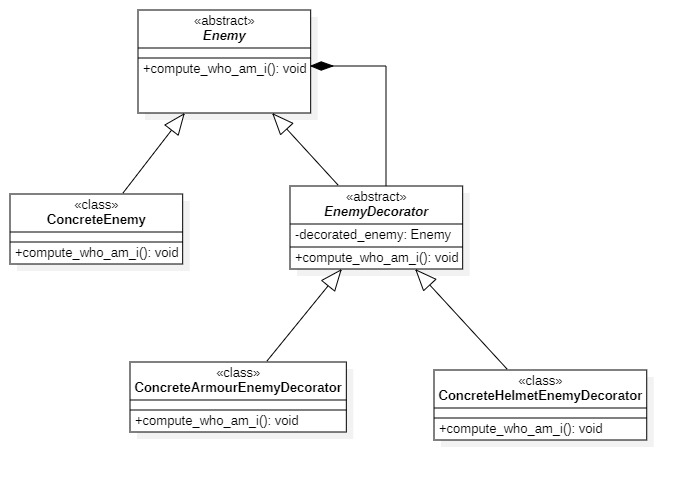 «abstract»
Enemy
+compute_who_am_i(): void
«class»
ConcreteEnemy
+compute_who_am_i(): void
«abstract»
EnemyDecorator
-decorated_enemy: Enemy
+compute_who_am_i(): void
«class»
ConcreteArmourEnemyDecorator
+compute_who_am_i(): void
«class»
ConcreteHelmetEnemyDecorator
+compute_who_am_i(): void